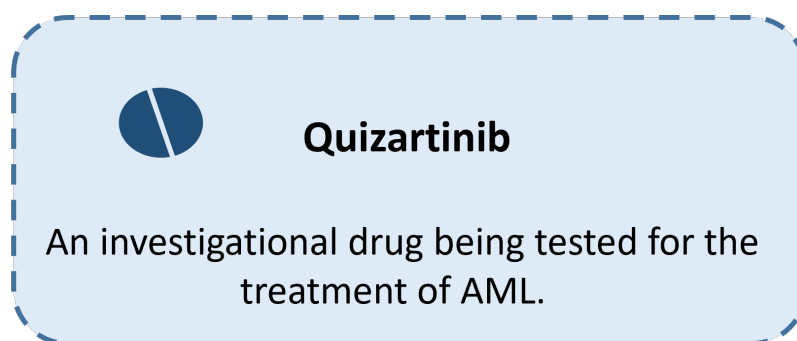 Quizartinib
An investigational drug being tested for the
treatment of AML.